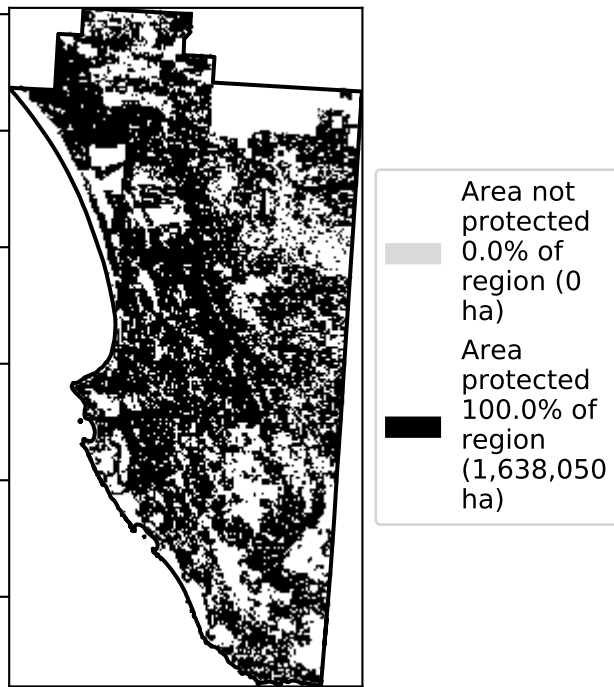 Area not
protected
0.0% of
region (0
ha)
Area
protected
100.0% of
region
(1,638,050
ha)